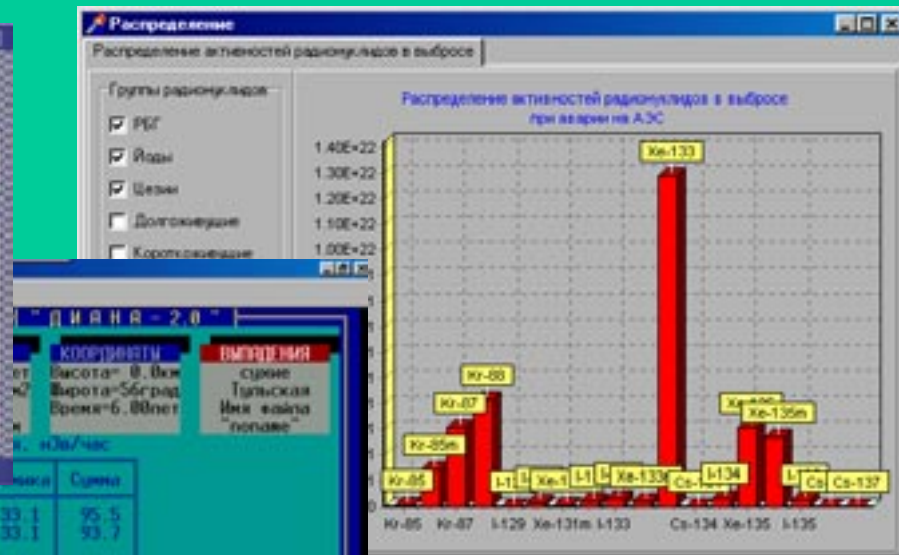 Распределение
Распределение активностей радионуклидов в выбросе
Группы радионуклидов
РБГ
Йоды
Цезии
Долгоживущие
Короткоживущие
Распределение активностей радионуклидов в выбросе
при аварии на АЭС
1.40E+22
1.30E+22
1.20E+22
1.10E+22
1.00E+22
Xe-133
Kr-88
Kr-87
Kr-85m
Kr-85
Xe-135m
I-134
Cs-137
Kr-85 Kr-87 I-129 Xe-131m I-133 Cs-134 Xe-135 I-135
"ДИАНА-2.0"
КООРДИНАТЫ
Высота= 0.0км
Широта=56град
Время=6.00лет
ВЫПАДЕНИЯ
сухие
Тульская
Имя файла
"noname"
нЗв/час
Сумма
33.1 95.5
33.1 93.7